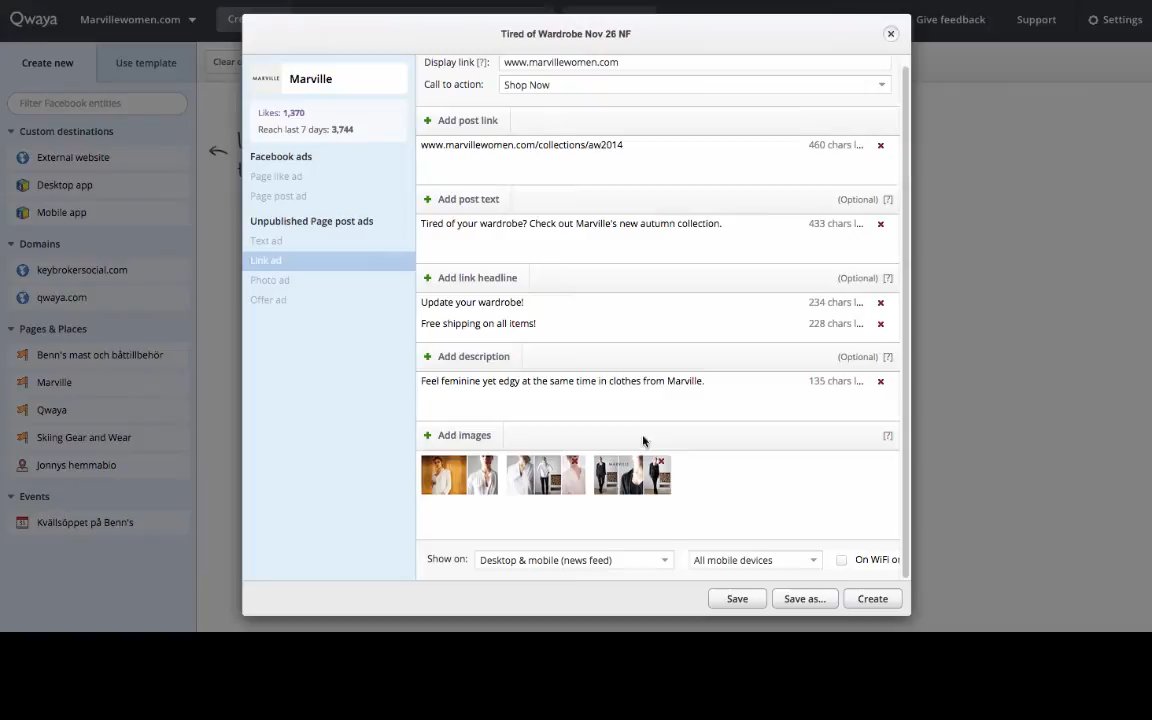 Qwaya
Marvillewomen.com
Cre
Give feedback
Support
Settings
Tired of Wardrobe Nov 26 NF
Create new
Use template
Clear
Filter Facebook entities
Custom destinations
External website
Desktop app
Mobile app
Domains
keybrokersocial.com
qwaya.com
Pages & Places
Benn's mast och båttillbehör
Marville
Qwaya
Skiing Gear and Wear
Jonnys hemmabio
Events
Kvällsöppet på Benn's
MARVILLE
Marville
Likes: 1,370
Reach last 7 days: 3,744
Facebook ads
Page like ad
Page post ad
Unpublished Page post ads
Text ad
Link ad
Photo ad
Offer ad
Display link [?]: www.marvillewomen.com
Call to action: Shop Now
Add post link
www.marvillewomen.com/collections/aw2014 460 chars l...
Add post text (Optional) [?]
Tired of your wardrobe? Check out Marville's new autumn collection. 433 chars l...
Add link headline (Optional) [?]
Update your wardrobe! 234 chars l...
Free shipping on all items! 228 chars l...
Add description (Optional) [?]
Feel feminine yet edgy at the same time in clothes from Marville. 135 chars l...
Add images [?]
MARVILLE
Show on: Desktop & mobile (news feed) All mobile devices On WiFi or
Save Save as... Create